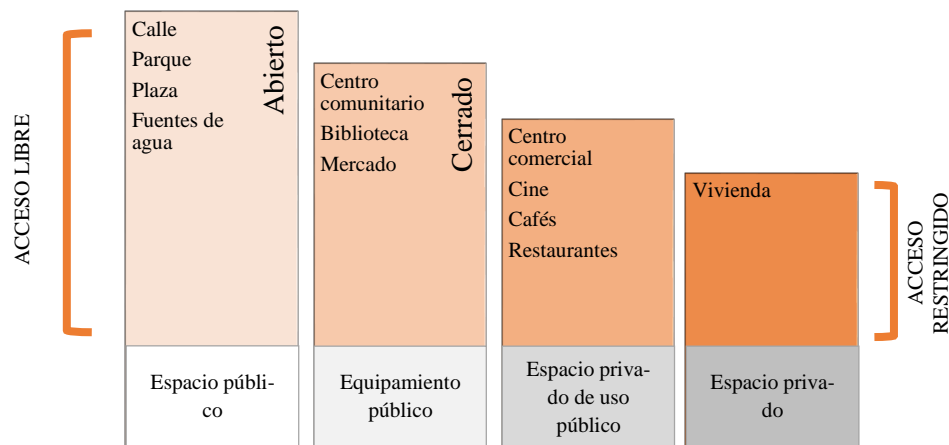 ACCESO LIBRE
Calle
Parque
Plaza
Fuentes de
agua
Abierto
Espacio públi-
co
Centro
comunitario
Biblioteca
Mercado
Cerrado
Equipamiento
público
Centro
comercial
Cine
Cafés
Restaurantes
Espacio priva-
do de uso
público
Vivienda
Espacio priva-
do
ACCESO
RESTRINGIDO